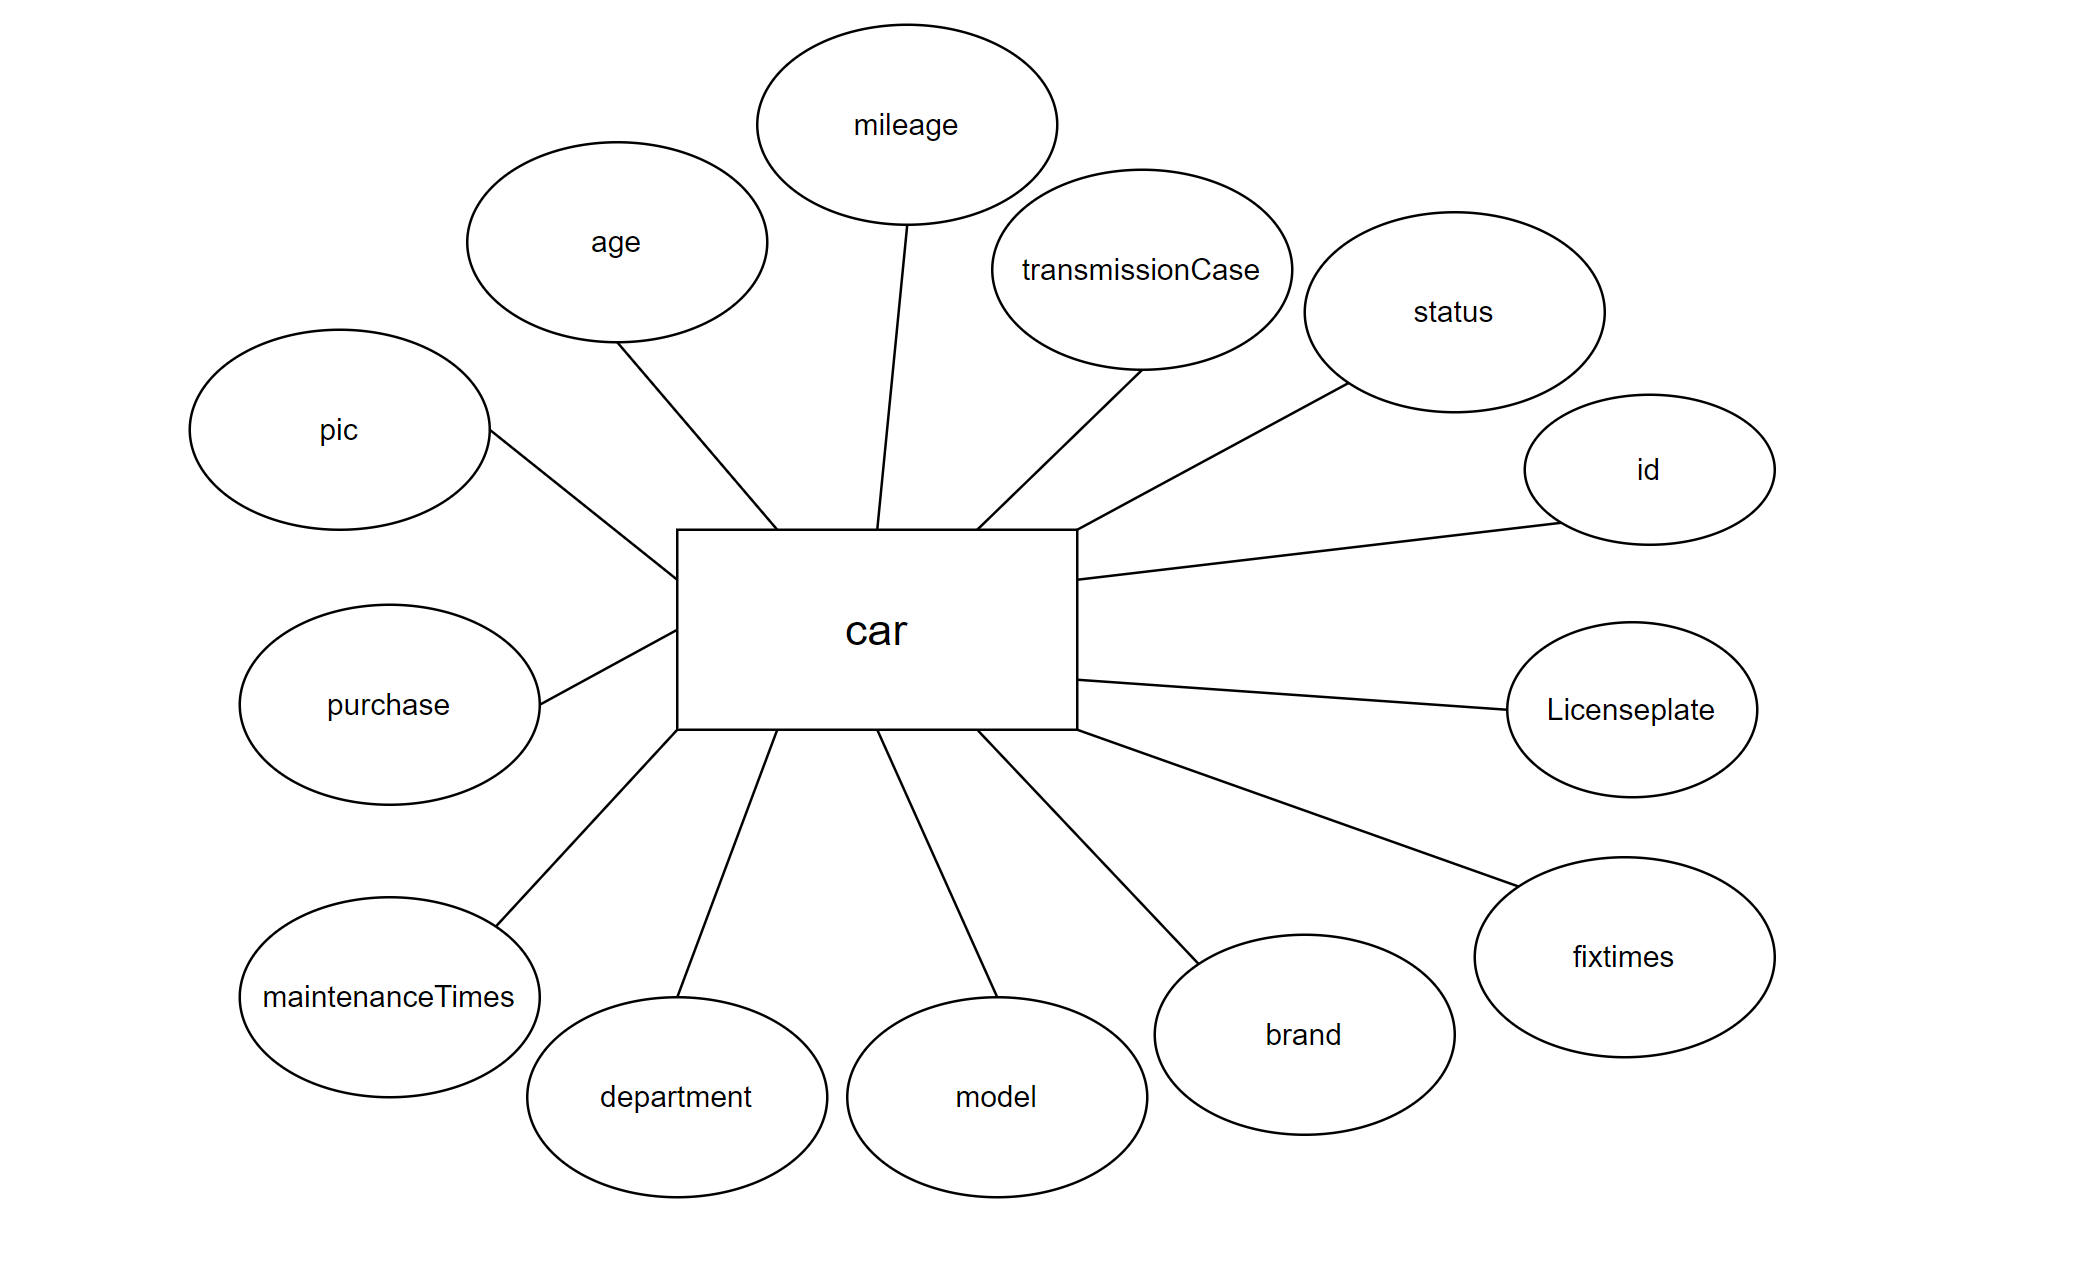 mileage
age
transmissionCase
status
pic
id
car
purchase
Licenseplate
fixtimes
maintenanceTimes
brand
department
model